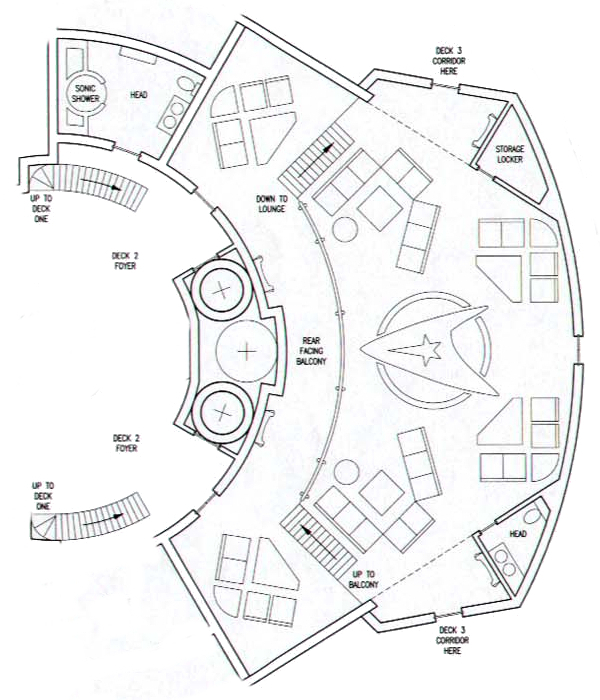 DECK 3
CORRIDOR
HERE
SONIC
SHOWER
HEAD
STORAGE
LOCKER
UP TO
DECK
ONE
DOWN TO
LOUNGE
DECK 2
FOYER
REAR
FACING
BALCONY
DECK 2
FOYER
UP TO
DECK
ONE
HEAD
UP TO
BALCONY
DECK 3
CORRIDOR
HERE